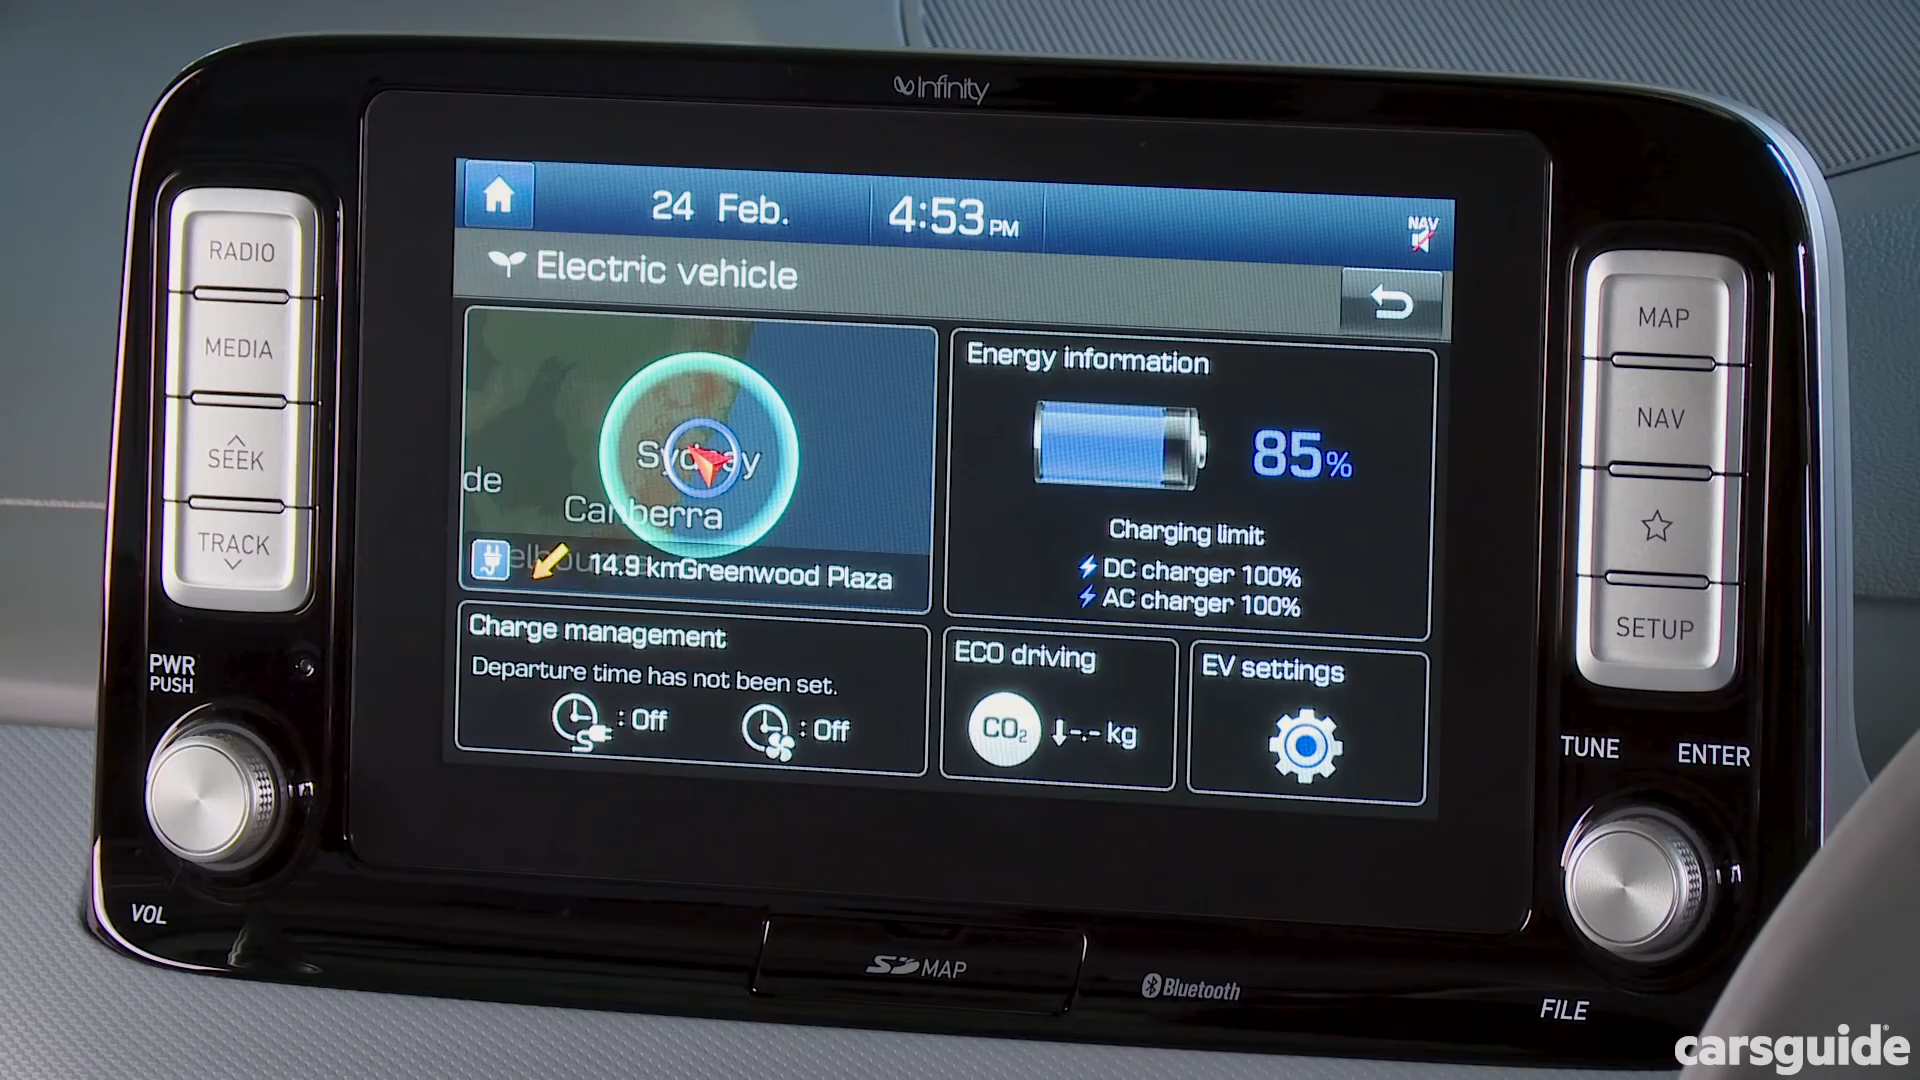 Infinity
24 Feb. 4:53 PM
NAV
Electric vehicle
RADIO
MEDIA
SEEK
TRACK
PWR
PUSH
VOL
Sydney
de
Canberra
14.9 km Greenwood Plaza
Energy information
85%
Charging limit
DC charger 100%
AC charger 100%
Charge management
Departure time has not been set.
: Off : Off
ECO driving
CO₂ -.- kg
EV settings
MAP
NAV
SETUP
TUNE ENTER
FILE
SD MAP
Bluetooth
carsguide